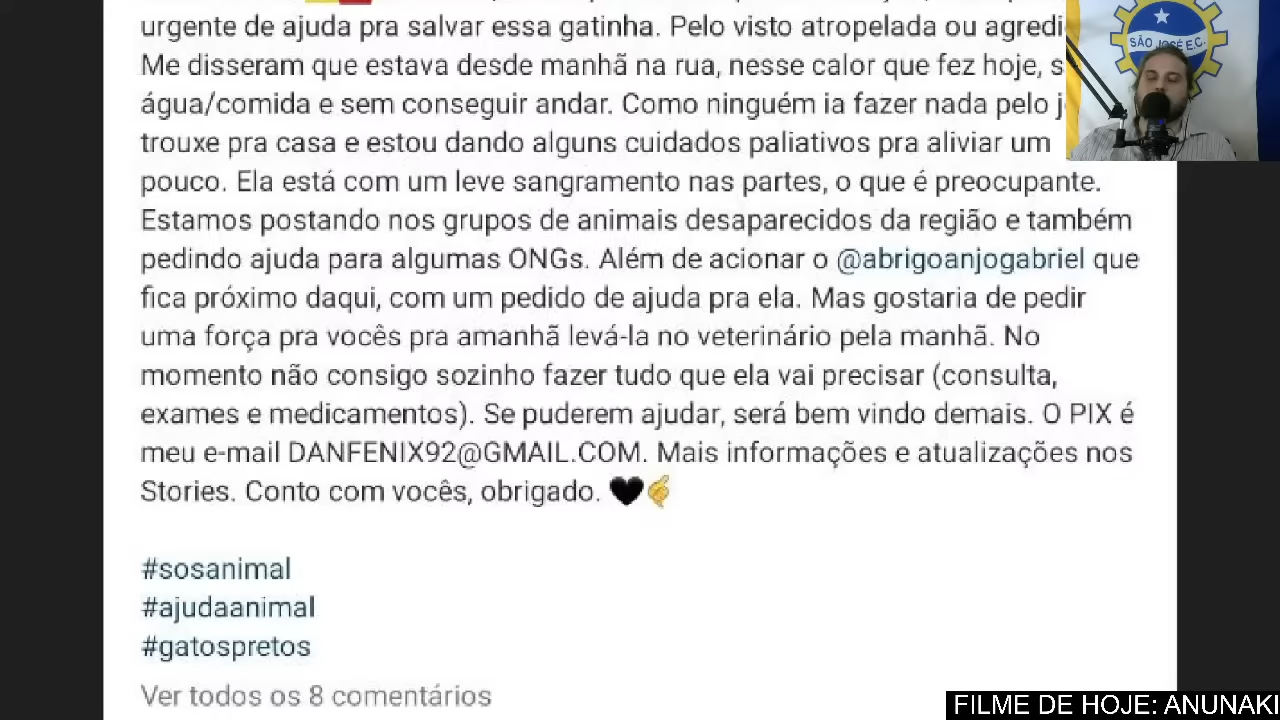 urgente de ajuda pra salvar essa gatinha. Pelo visto atropelada ou
Me disseram que estava desde manhã na rua, nesse calor que fez hoje,
água/comida e sem conseguir andar. Como ninguém ia fazer nada pelo
trouxe pra casa e estou dando alguns cuidados paliativos pra aliviar um
pouco. Ela está com um leve sangramento nas partes, o que é preocupante.
Estamos postando nos grupos de animais desaparecidos da região e também
pedindo ajuda para algumas ONGs. Além de acionar o @abrigoanjogabriel que
fica próximo daqui, com um pedido de ajuda pra ela. Mas gostaria de pedir
uma força pra vocês pra amanhã levá-la no veterinário pela manhã. No
momento não consigo sozinho fazer tudo que ela vai precisar (consulta,
exames e medicamentos). Se puderem ajudar, será bem vindo demais. O PIX é
meu e-mail DANFENIX92@GMAIL.COM. Mais informações e atualizações nos
Stories. Conto com vocês, obrigado. 🖤🤙
#sosanimal
#ajudaanimal
#gatospretos
Ver todos os 8 comentários
SÃO JOSÉ E.C.
FILME DE HOJE: ANUNAKI